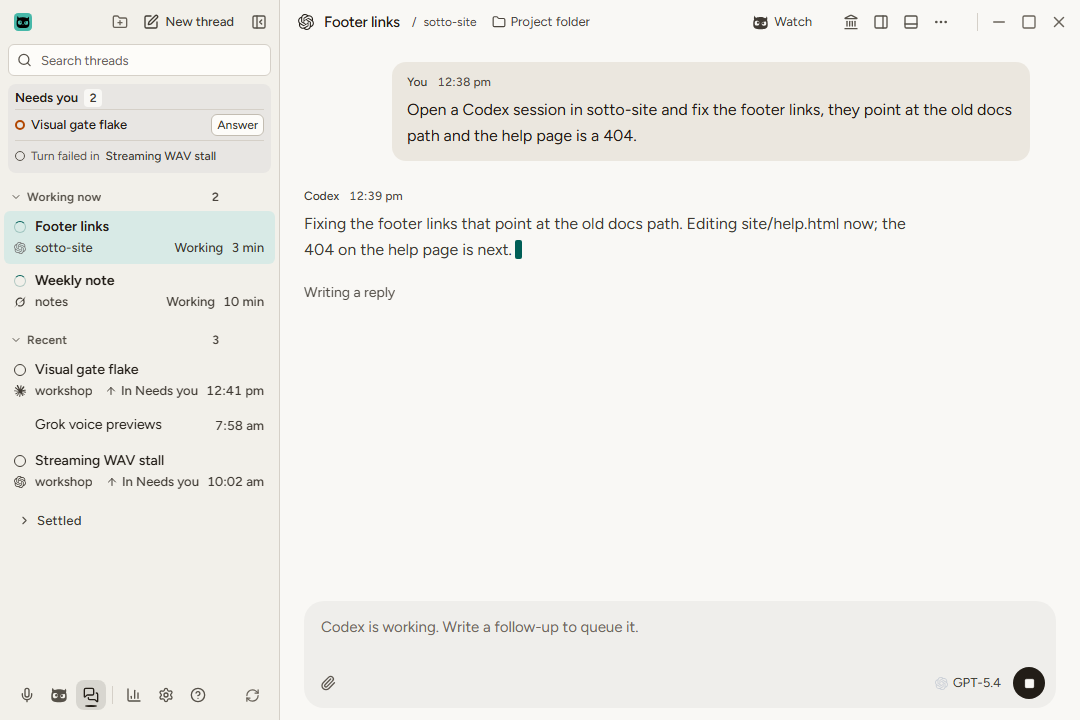 New thread
Search threads
Needs you 2
Visual gate flake Answer
Turn failed in Streaming WAV stall
Working now 2
Footer links
sotto-site Working 3 min
Weekly note
notes Working 10 min
Recent 3
Visual gate flake
workshop ↑ In Needs you 12:41 pm
Grok voice previews 7:58 am
Streaming WAV stall
workshop ↑ In Needs you 10:02 am
Settled
Footer links / sotto-site Project folder Watch
You 12:38 pm
Open a Codex session in sotto-site and fix the footer links, they point at the old docs
path and the help page is a 404.
Codex 12:39 pm
Fixing the footer links that point at the old docs path. Editing site/help.html now; the
404 on the help page is next.
Writing a reply
Codex is working. Write a follow-up to queue it.
GPT-5.4